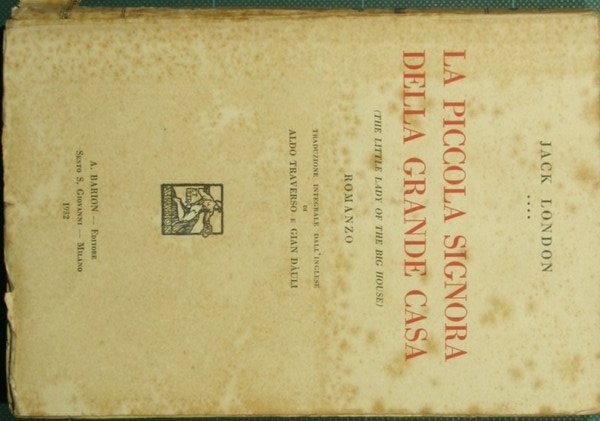 JACK LONDON
LA PICCOLA SIGNORA
DELLA GRANDE CASA
(THE LITTLE LADY OF THE BIG HOUSE)
ROMANZO
TRADUZIONE INTEGRALE DALL'INGLESE
DI
ALDO TRAVERSO E GIAN DÀULI
A. BARION — EDITORE
SESTO S. GIOVANNI — MILANO
1932